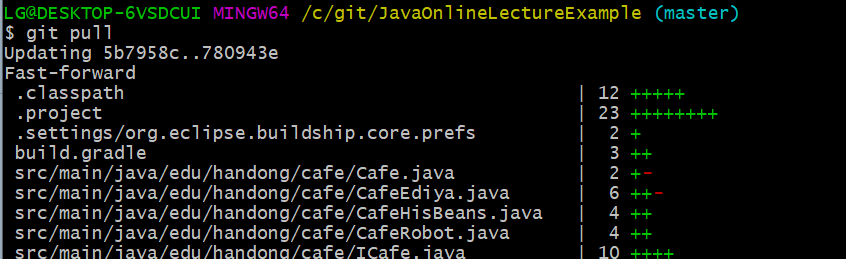 LG@DESKTOP-6VSDCUI MINGW64 /c/git/JavaOnlineLectureExample (master)
$ git pull
Updating 5b7958c..780943e
Fast-forward
.classpath | 12 +++++
.project | 23 ++++++++
.settings/org.eclipse.buildship.core.prefs | 2 +
build.gradle | 3 ++
src/main/java/edu/handong/cafe/Cafe.java | 2 +-
src/main/java/edu/handong/cafe/CafeEdiya.java | 6 ++-
src/main/java/edu/handong/cafe/CafeHisBeans.java | 4 ++
src/main/java/edu/handong/cafe/CafeRobot.java | 4 ++
src/main/java/edu/handong/cafe/ICafe.java | 10 ++++